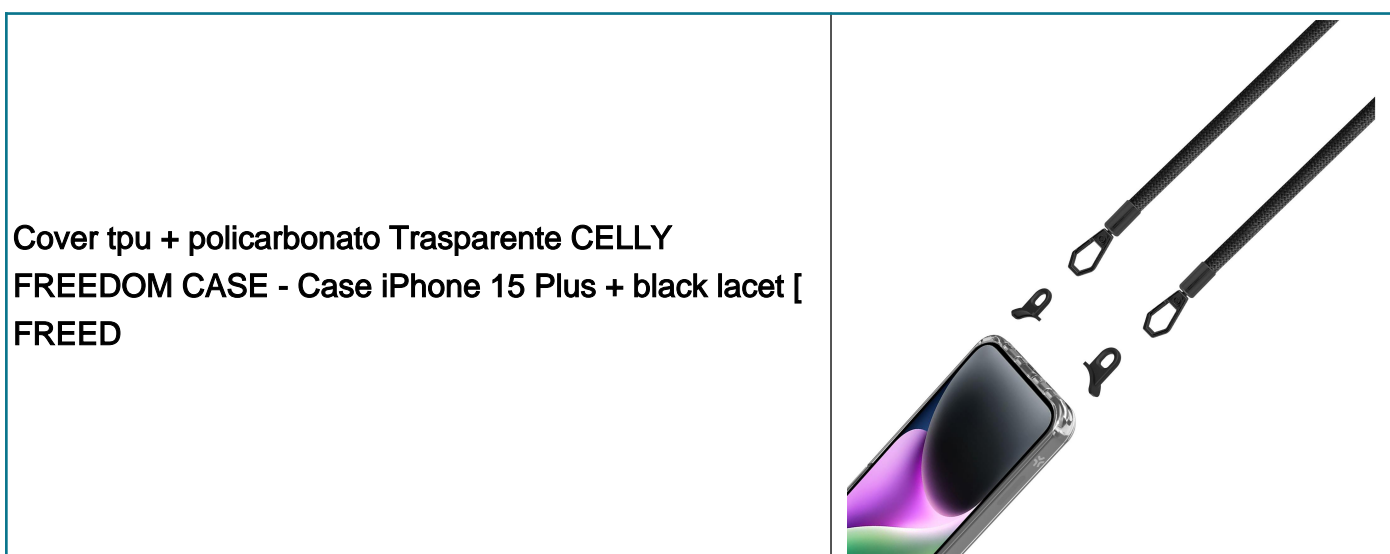 Cover tpu + policarbonato Trasparente CELLY
FREEDOM CASE - Case iPhone 15 Plus + black lacet [
FREED